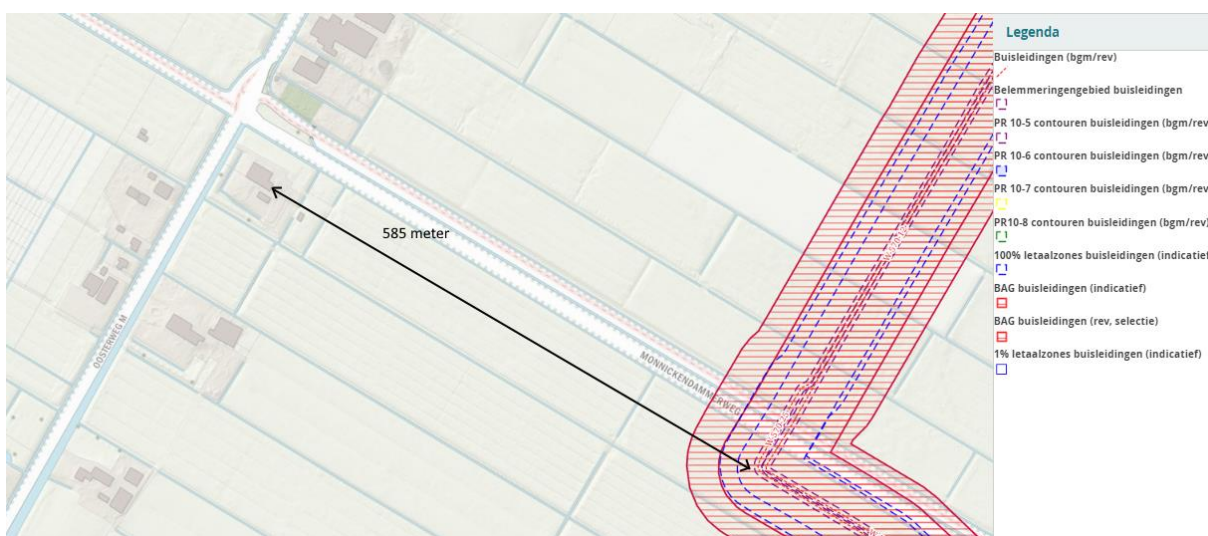 Legenda
Buisleidingen (bgm/rev)
Belemmeringengebied buisleidingen
PR 10-5 contouren buisleidingen (bgm/rev
PR 10-6 contouren buisleidingen (bgm/rev
PR 10-7 contouren buisleidingen (bgm/rev
PR10-8 contouren buisleidingen (bgm/rev)
100% letaalzones buisleidingen (indicatief
BAG buisleidingen (indicatief)
BAG buisleidingen (rev, selectie)
1% letaalzones buisleidingen (indicatief)
585 meter
OOSTERWEG M
MONNICKENDAMMERWEG